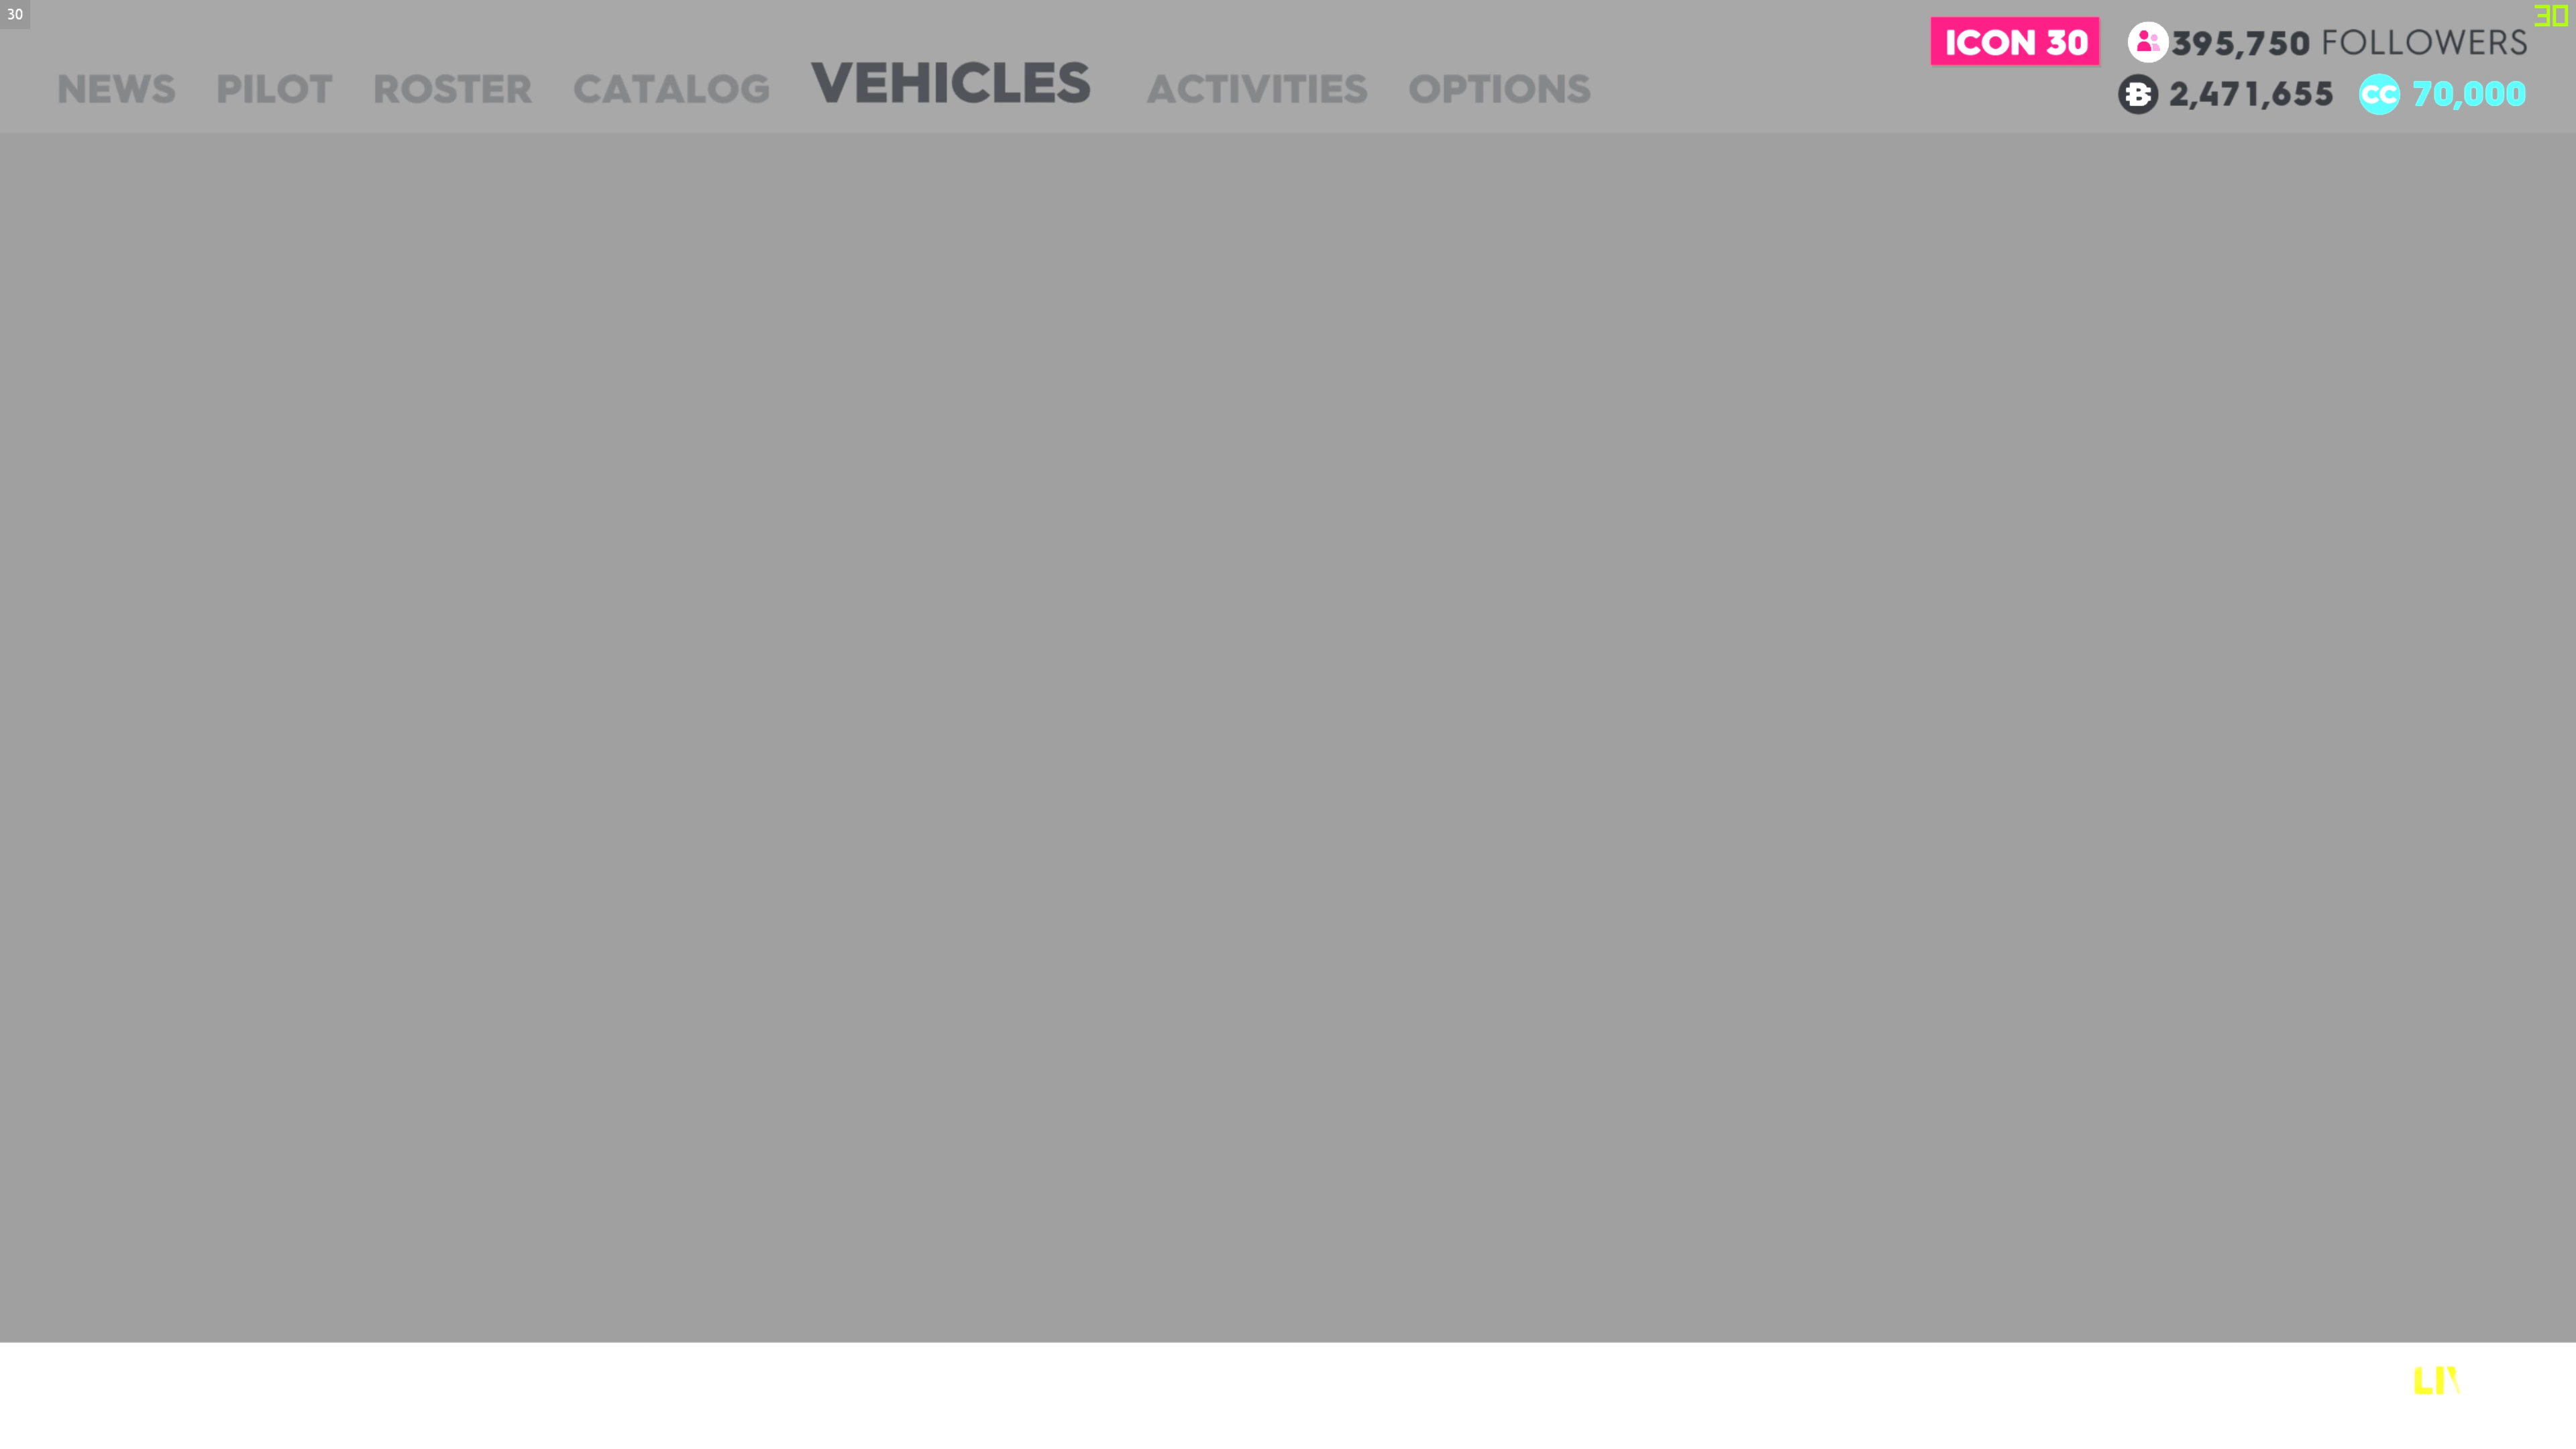 30
30
ICON 30 395,750 FOLLOWERS
NEWS PILOT ROSTER CATALOG VEHICLES ACTIVITIES OPTIONS
B 2,471,655 CC 70,000